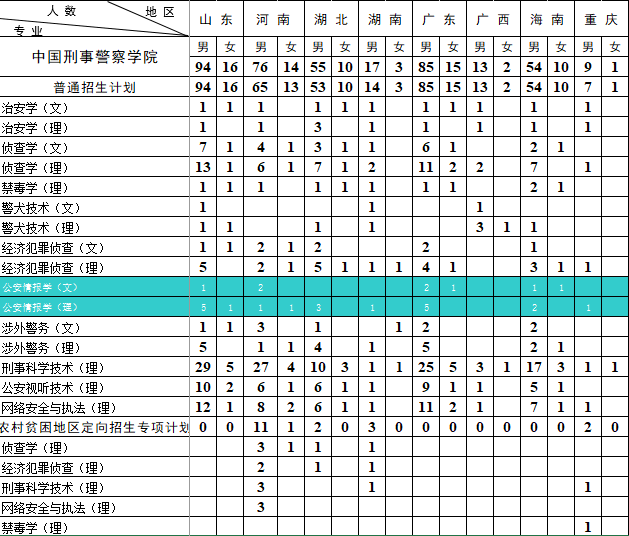 人数 地区
专业
山东 河南 湖北 湖南 广东 广西 海南 重庆
中国刑事警察学院 男 女 男 女 男 女 男 女 男 女 男 女 男 女 男 女
94 16 76 14 55 10 17 3 85 15 13 2 54 10 9 1
普通招生计划 94 16 65 13 53 10 14 3 85 15 13 2 54 10 7 1
治安学（文） 1 1 1 1 1 1 1 1 1 1 1
治安学（理） 1 1 3 1 1 1 1 1
侦查学（文） 7 1 4 1 3 1 1 6 1 2 1
侦查学（理） 13 1 6 1 7 1 2 11 2 2 7 1
禁毒学（理） 1 1 1 1 1 1 1 1 2 1
警犬技术（文） 1 1 1
警犬技术（理） 1 1 1 1 3 1 1
经济犯罪侦查（文） 1 1 2 1 2 2 1
经济犯罪侦查（理） 5 2 1 5 1 1 1 4 1 3 1 1
公安情报学（文） 1 2 2 1 1 1
公安情报学（理） 5 1 1 1 3 1 5 2 1
涉外警务（文） 1 1 3 1 1 2 2
涉外警务（理） 5 1 1 4 1 5 2 1
刑事科学技术（理） 29 5 27 4 10 3 1 1 25 5 3 1 17 3 1 1
公安视听技术（理） 10 2 6 1 6 1 1 9 1 1 5 1
网络安全与执法（理） 12 1 8 2 6 1 1 11 2 1 7 1 1
农村贫困地区定向招生专项计划 0 0 11 1 2 0 3 0 0 0 0 0 0 0 2 0
侦查学（理） 3 1 1 1
经济犯罪侦查（理） 2 1 1
刑事科学技术（理） 3 1 1
网络安全与执法（理） 3
禁毒学（理） 1